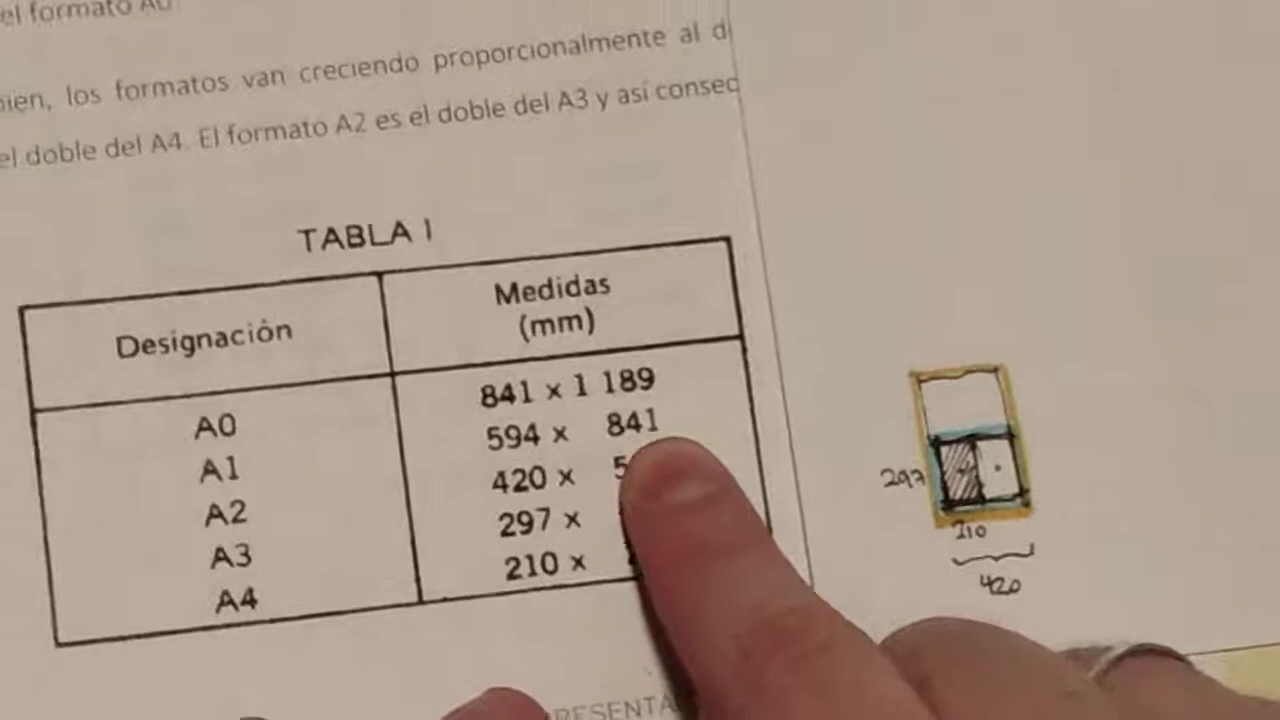 el formato A0
bien, los formatos van creciendo proporcionalmente al
el doble del A4. El formato A2 es el doble del A3 y así
TABLA I
Designación
Medidas
(mm)
A0
841 x 1 189
A1
594 x 841
A2
420 x
A3
297 x
A4
210 x
297
210
420